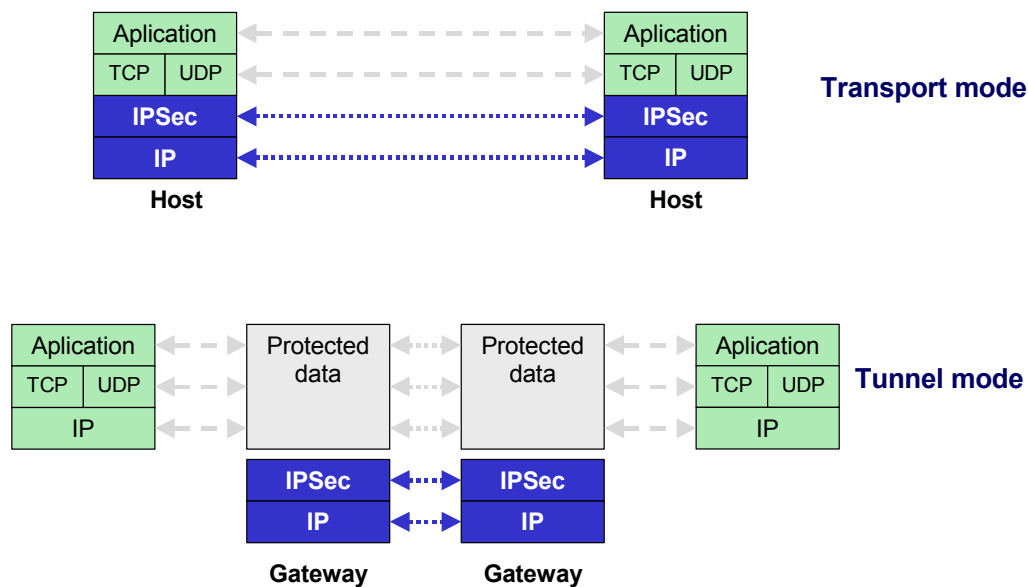 Aplication
TCP UDP
IPSec
IP
Host
Aplication
TCP UDP
IPSec
IP
Host
Transport mode
Aplication
TCP UDP
IP
Protected
data
IPSec
IP
Gateway
Protected
data
IPSec
IP
Gateway
Aplication
TCP UDP
IP
Tunnel mode